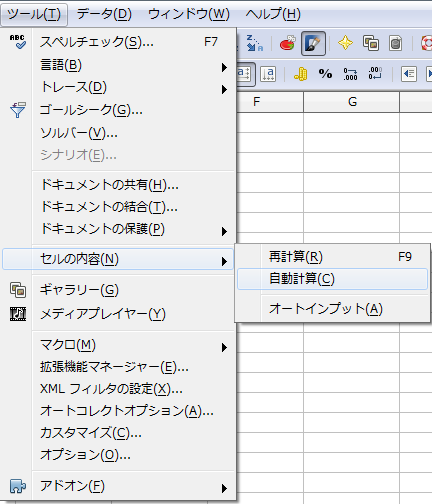 ツール(T) データ(D) ウィンドウ(W) ヘルプ(H)
スペルチェック(S)... F7
言語(B)
トレース(D)
ゴールシーク(G)...
ソルバー(V)...
シナリオ(E)...
ドキュメントの共有(H)...
ドキュメントの結合(T)...
ドキュメントの保護(P)
セルの内容(N)
再計算(R) F9
自動計算(C)
オートインプット(A)
ギャラリー(G)
メディアプレイヤー(Y)
マクロ(M)
拡張機能マネージャー(E)...
XML フィルタの設定(X)...
オートコレクトオプション(A)...
カスタマイズ(C)...
オプション(O)...
アドオン(F)
F G